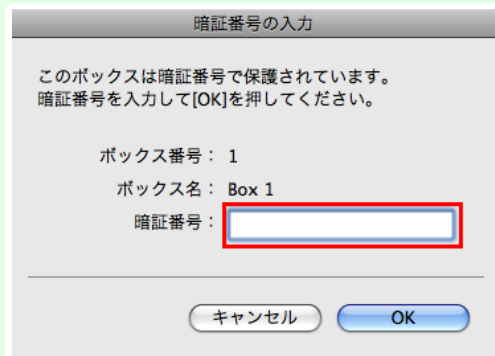 暗証番号の入力
このボックスは暗証番号で保護されています。
暗証番号を入力して[OK]を押してください。
ボックス番号： 1
ボックス名： Box 1
暗証番号：
キャンセル OK